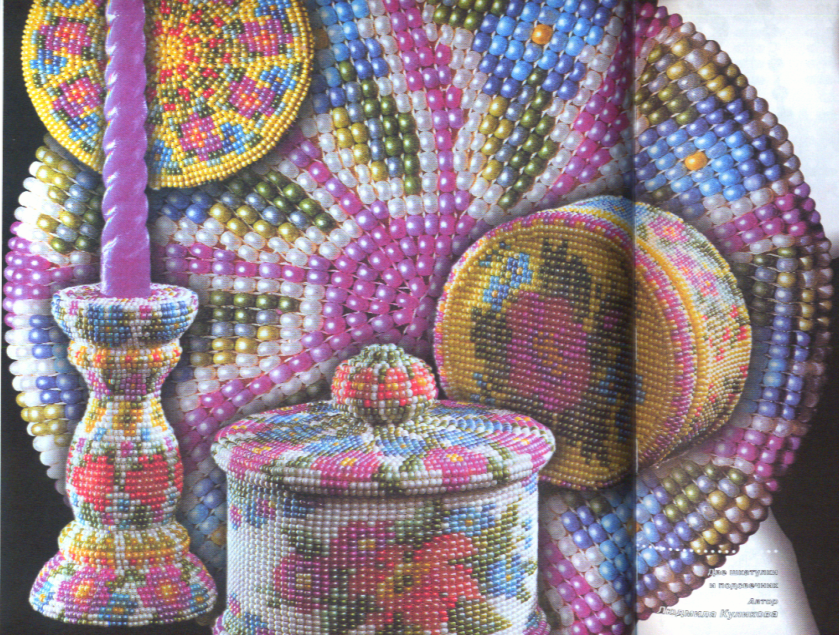 Две шкатулки
и подсвечник
Автор
Людмила Куликова